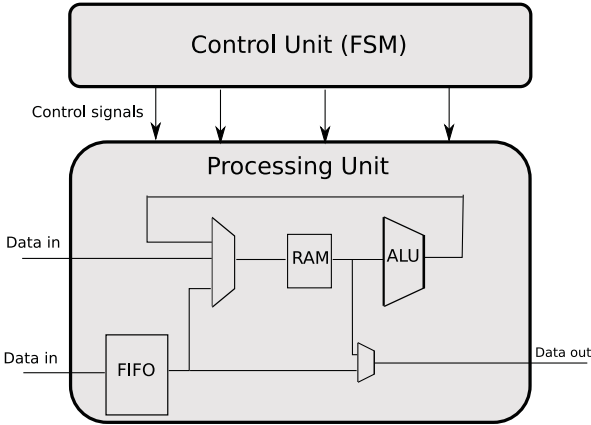 Control Unit (FSM)
Control signals
Processing Unit
Data in
RAM
ALU
Data in
FIFO
Data out